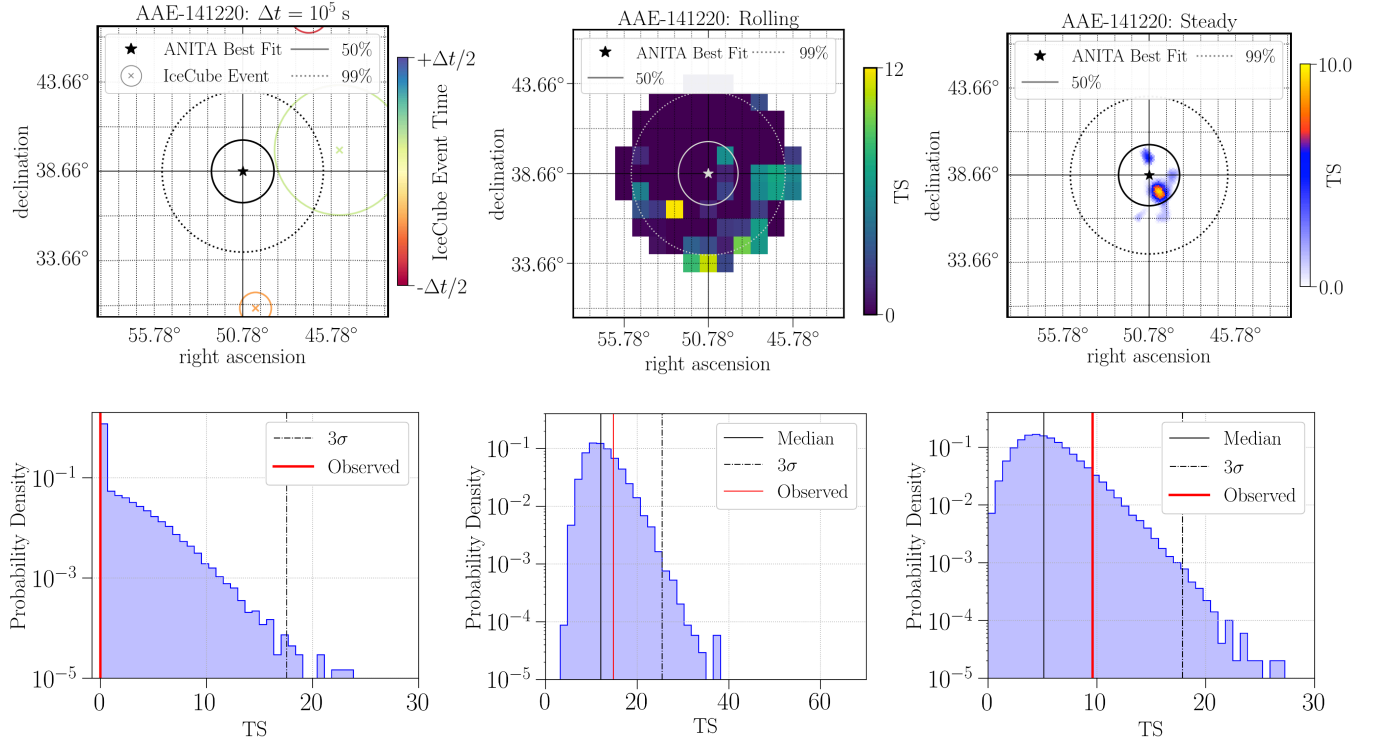 AAE-141220: Δt = 10⁵ s
ANITA Best Fit
50%
IceCube Event
99%
43.66°
38.66°
33.66°
declination
55.78°
50.78°
45.78°
right ascension
+Δt/2
-Δt/2
IceCube Event Time
AAE-141220: Rolling
ANITA Best Fit
99%
50%
43.66°
38.66°
33.66°
declination
55.78°
50.78°
45.78°
right ascension
12
0
TS
AAE-141220: Steady
ANITA Best Fit
99%
50%
43.66°
38.66°
33.66°
declination
55.78°
50.78°
45.78°
right ascension
10.0
0.0
TS
3σ
Observed
10⁻¹
10⁻³
10⁻⁵
Probability Density
0
10
20
30
TS
Median
3σ
Observed
10⁻¹
10⁻²
10⁻³
10⁻⁴
10⁻⁵
Probability Density
0
20
40
60
TS
Median
3σ
Observed
10⁻¹
10⁻²
10⁻³
10⁻⁴
10⁻⁵
Probability Density
0
10
20
30
TS